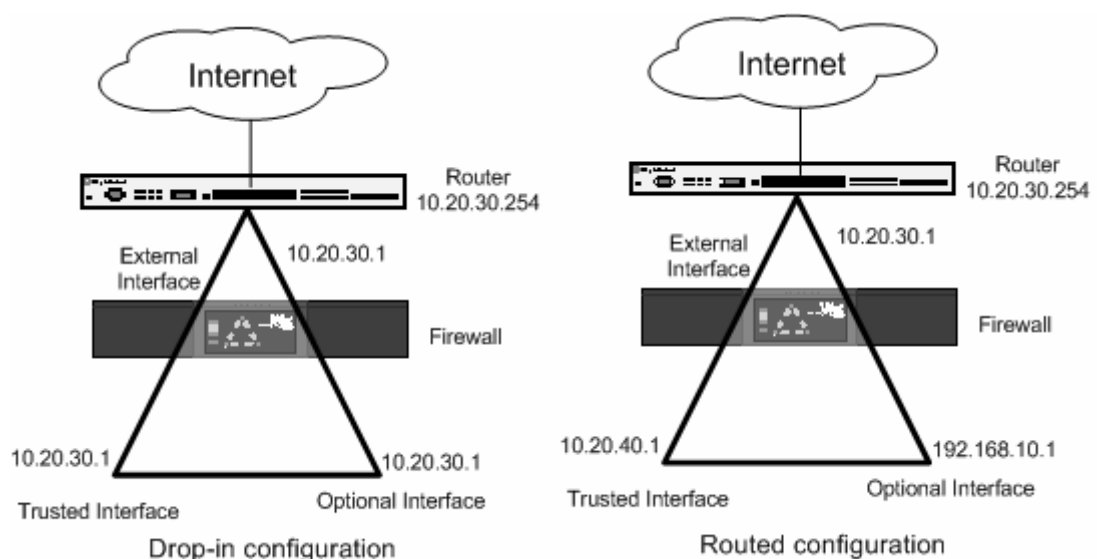 Internet
Router
10.20.30.254
External
Interface
10.20.30.1
Firewall
10.20.30.1
10.20.30.1
Trusted Interface
Optional Interface
Drop-in configuration
Internet
Router
10.20.30.254
External
Interface
10.20.30.1
Firewall
10.20.40.1
192.168.10.1
Trusted Interface
Optional Interface
Routed configuration